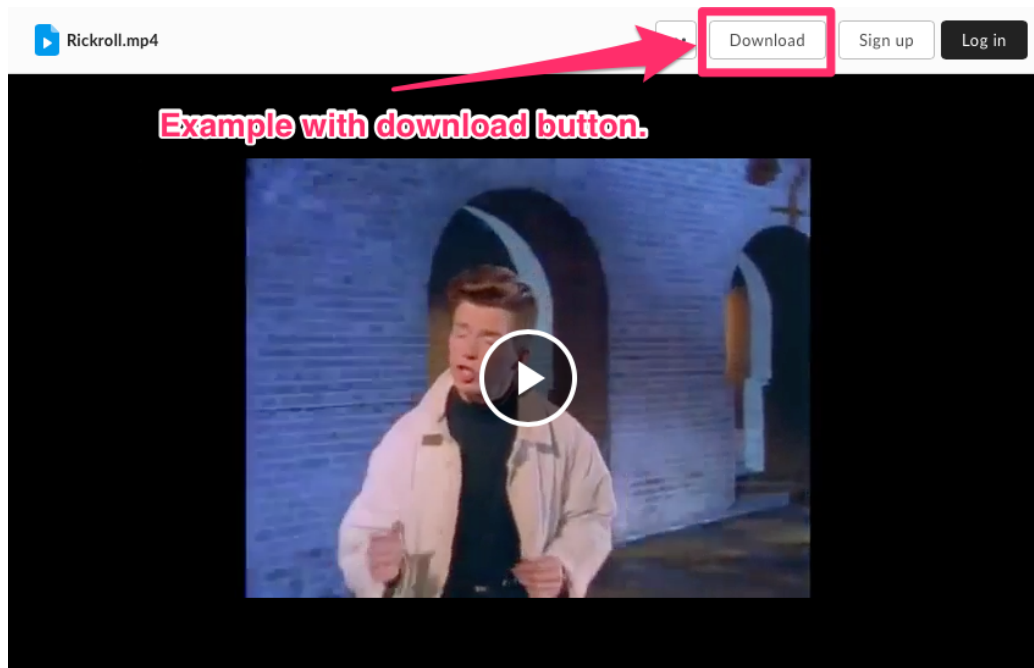 Rickroll.mp4
Download
Sign up
Log in
Example with download button.